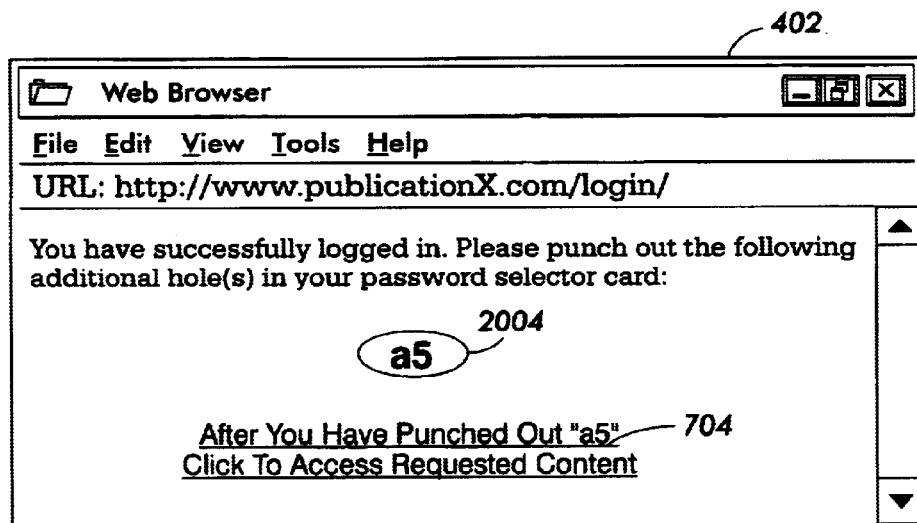 402
Web Browser
File Edit View Tools Help
URL: http://www.publicationX.com/login/
You have successfully logged in. Please punch out the following
additional hole(s) in your password selector card:
2004
a5
After You Have Punched Out "a5" 704
Click To Access Requested Content